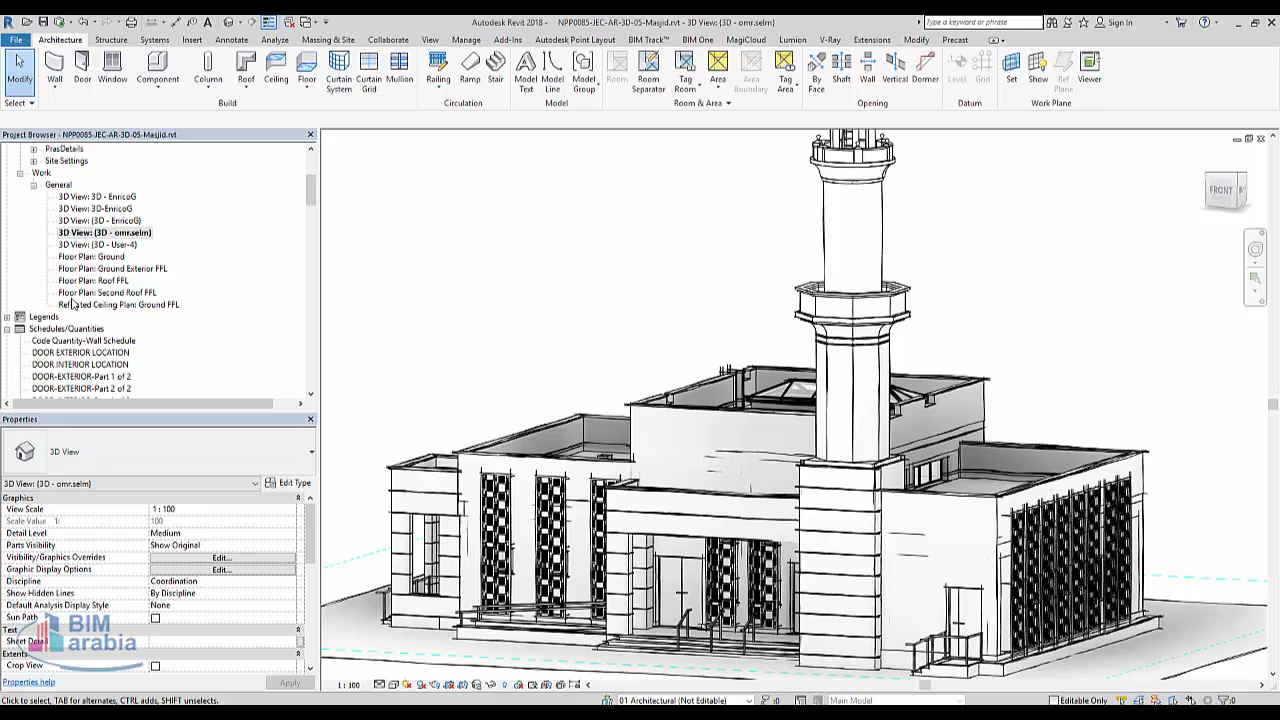 Autodesk Revit 2018 - NPP0085-JEC-AR-3D-05-Masjid.rvt - 3D View: {3D - omr.selm}
Type a keyword or phrase
Sign In
File Architecture Structure Systems Insert Annotate Analyze Massing & Site Collaborate View Manage Add-Ins Autodesk Point Layout BIM Track™ BIM One MagiCloud Lumion V-Ray Extensions Modify Precast
Modify Wall Door Window Component Column Roof Ceiling Floor Curtain System Curtain Grid Mullion Railing Ramp Stair Model Text Model Line Model Group Room Room Separator Tag Room Area Area Boundary Tag Area By Face Shaft Wall Vertical Dormer Level Grid Set Show Ref Plane Viewer
Select Build Circulation Model Room & Area Opening Datum Work Plane
Project Browser - NPP0085-JEC-AR-3D-05-Masjid.rvt
PrasDetails
Site Settings
Work
General
3D View: 3D - EnricoG
3D View: 3D-EnricoG
3D View: {3D - EnricoG}
3D View: {3D - omr.selm}
3D View: {3D - User-4}
Floor Plan: Ground
Floor Plan: Ground Exterior FFL
Floor Plan: Roof FFL
Floor Plan: Second Roof FFL
Reflected Ceiling Plan: Ground FFL
Legends
Schedules/Quantities
Code Quantity-Wall Schedule
DOOR EXTERIOR LOCATION
DOOR INTERIOR LOCATION
DOOR-EXTERIOR-Part 1 of 2
DOOR-EXTERIOR-Part 2 of 2
FRONT
Properties
3D View
3D View: {3D - omr.selm} Edit Type
Graphics
View Scale 1 : 100
Scale Value 1: 100
Detail Level Medium
Parts Visibility Show Original
Visibility/Graphics Overrides Edit...
Graphic Display Options Edit...
Discipline Coordination
Show Hidden Lines By Discipline
Default Analysis Display Style None
Sun Path
Text
Sheet Detail
Extents
Crop View
BIM
arabia
Properties help Apply
1 : 100
Click to select, TAB for alternates, CTRL adds, SHIFT unselects.
01 Architectural (Not Editable) :0 Main Model Editable Only :0